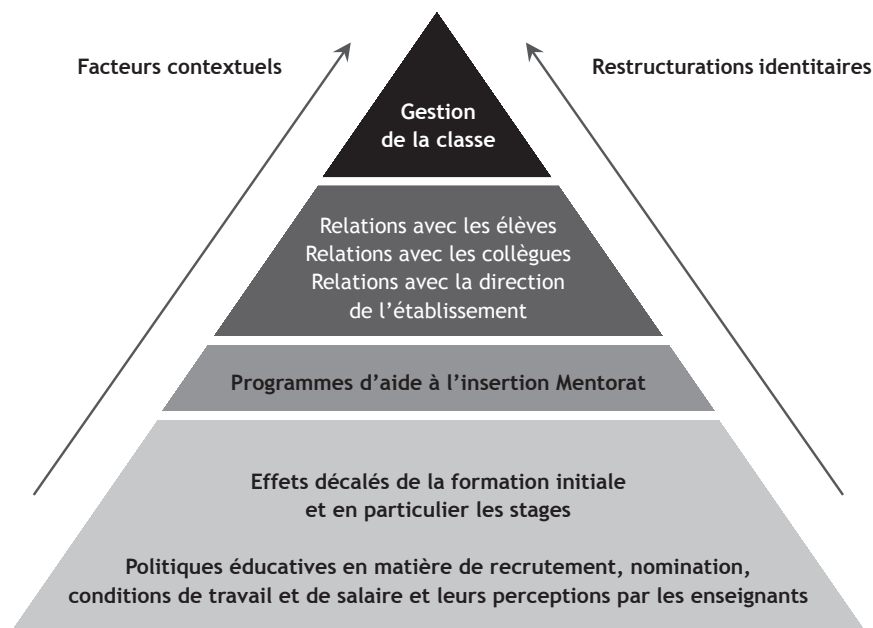 Facteurs contextuels
Restructurations identitaires
Gestion
de la classe
Relations avec les élèves
Relations avec les collègues
Relations avec la direction
de l’établissement
Programmes d’aide à l’insertion Mentorat
Effets décalés de la formation initiale
et en particulier les stages
Politiques éducatives en matière de recrutement, nomination,
conditions de travail et de salaire et leurs perceptions par les enseignants